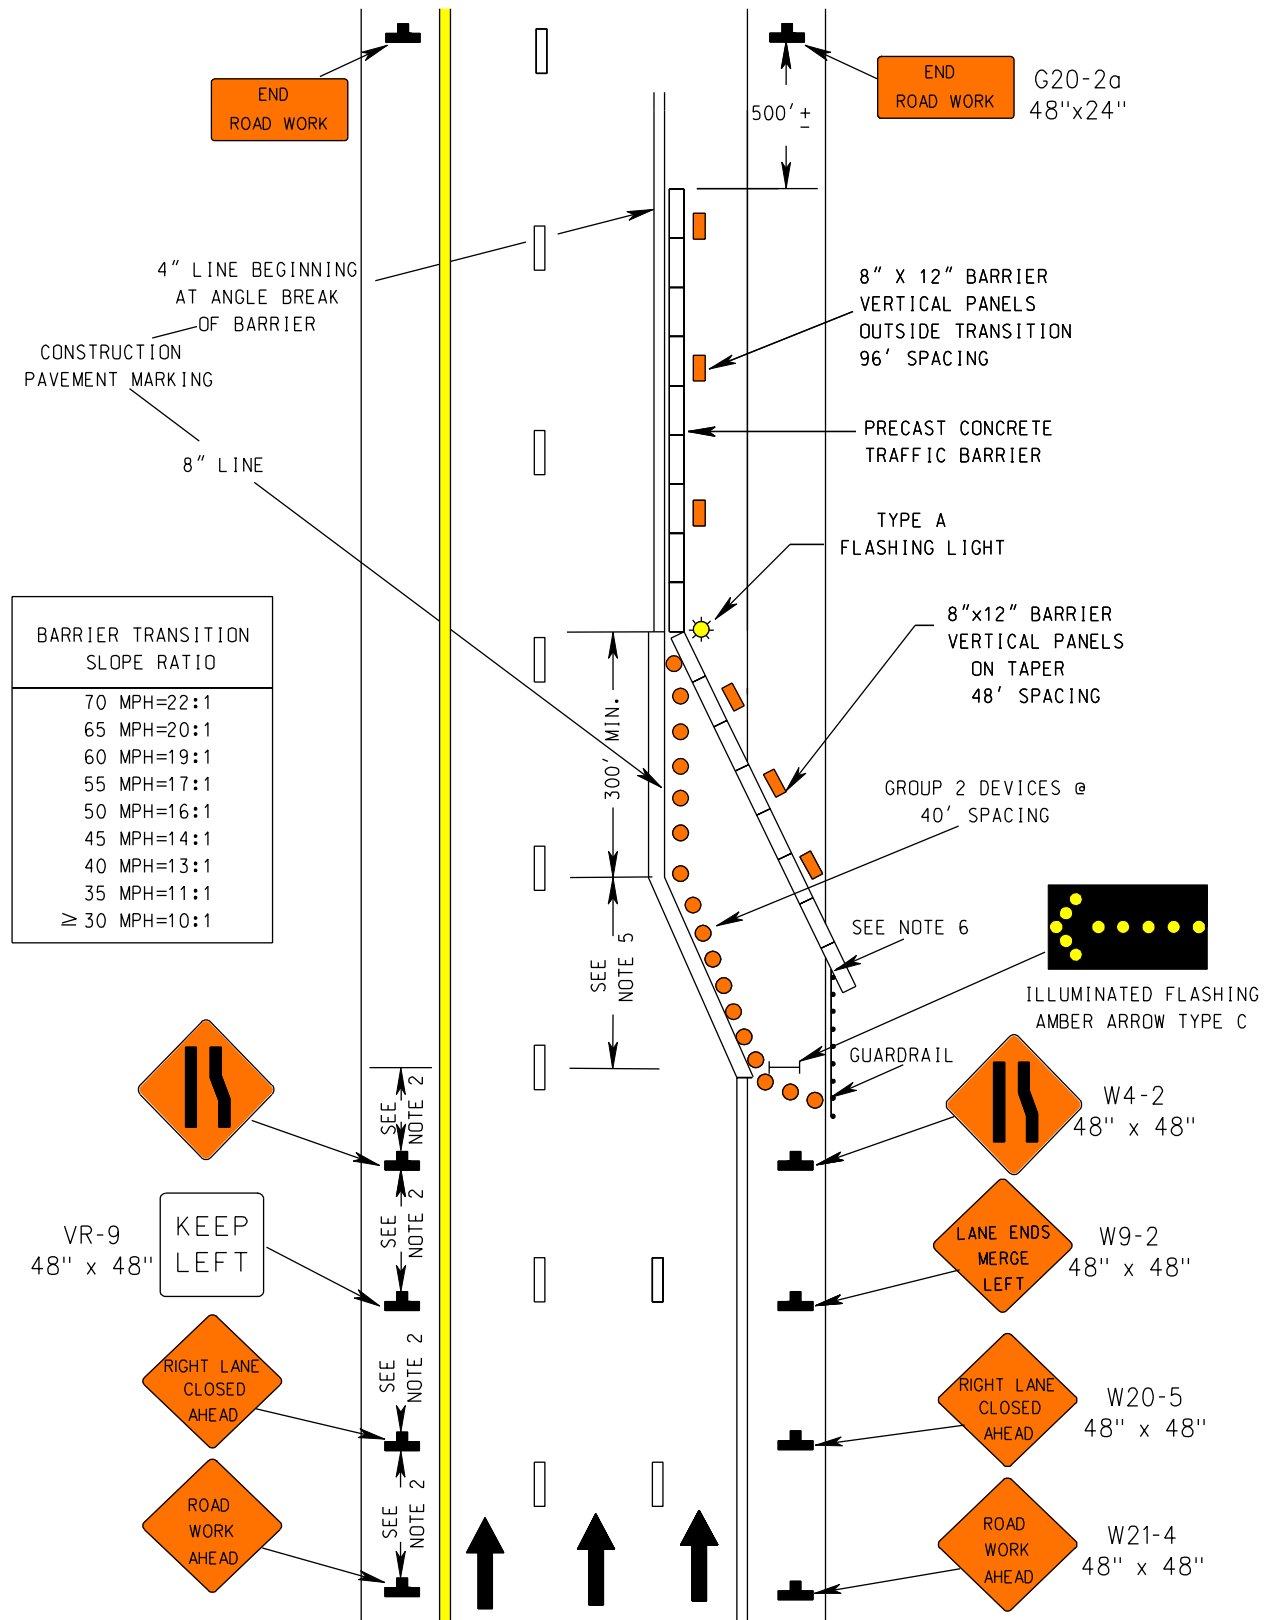 END
ROAD WORK
END
ROAD WORK
G20-2a
48"x24"
500' ±
4" LINE BEGINNING
AT ANGLE BREAK
OF BARRIER
CONSTRUCTION
PAVEMENT MARKING
8" LINE
8" X 12" BARRIER
VERTICAL PANELS
OUTSIDE TRANSITION
96' SPACING
PRECAST CONCRETE
TRAFFIC BARRIER
TYPE A
FLASHING LIGHT
8"x12" BARRIER
VERTICAL PANELS
ON TAPER
48' SPACING
BARRIER TRANSITION
SLOPE RATIO
70 MPH=22:1
65 MPH=20:1
60 MPH=19:1
55 MPH=17:1
50 MPH=16:1
45 MPH=14:1
40 MPH=13:1
35 MPH=11:1
≥ 30 MPH=10:1
300' MIN.
GROUP 2 DEVICES @
40' SPACING
SEE
NOTE 5
SEE NOTE 6
ILLUMINATED FLASHING
AMBER ARROW TYPE C
GUARDRAIL
SEE
NOTE 2
W4-2
48" x 48"
SEE
NOTE 2
VR-9
48" x 48"
KEEP
LEFT
LANE ENDS
MERGE
LEFT
W9-2
48" x 48"
SEE
NOTE 2
RIGHT LANE
CLOSED
AHEAD
RIGHT LANE
CLOSED
AHEAD
W20-5
48" x 48"
SEE
NOTE 2
ROAD
WORK
AHEAD
ROAD
WORK
AHEAD
W21-4
48" x 48"